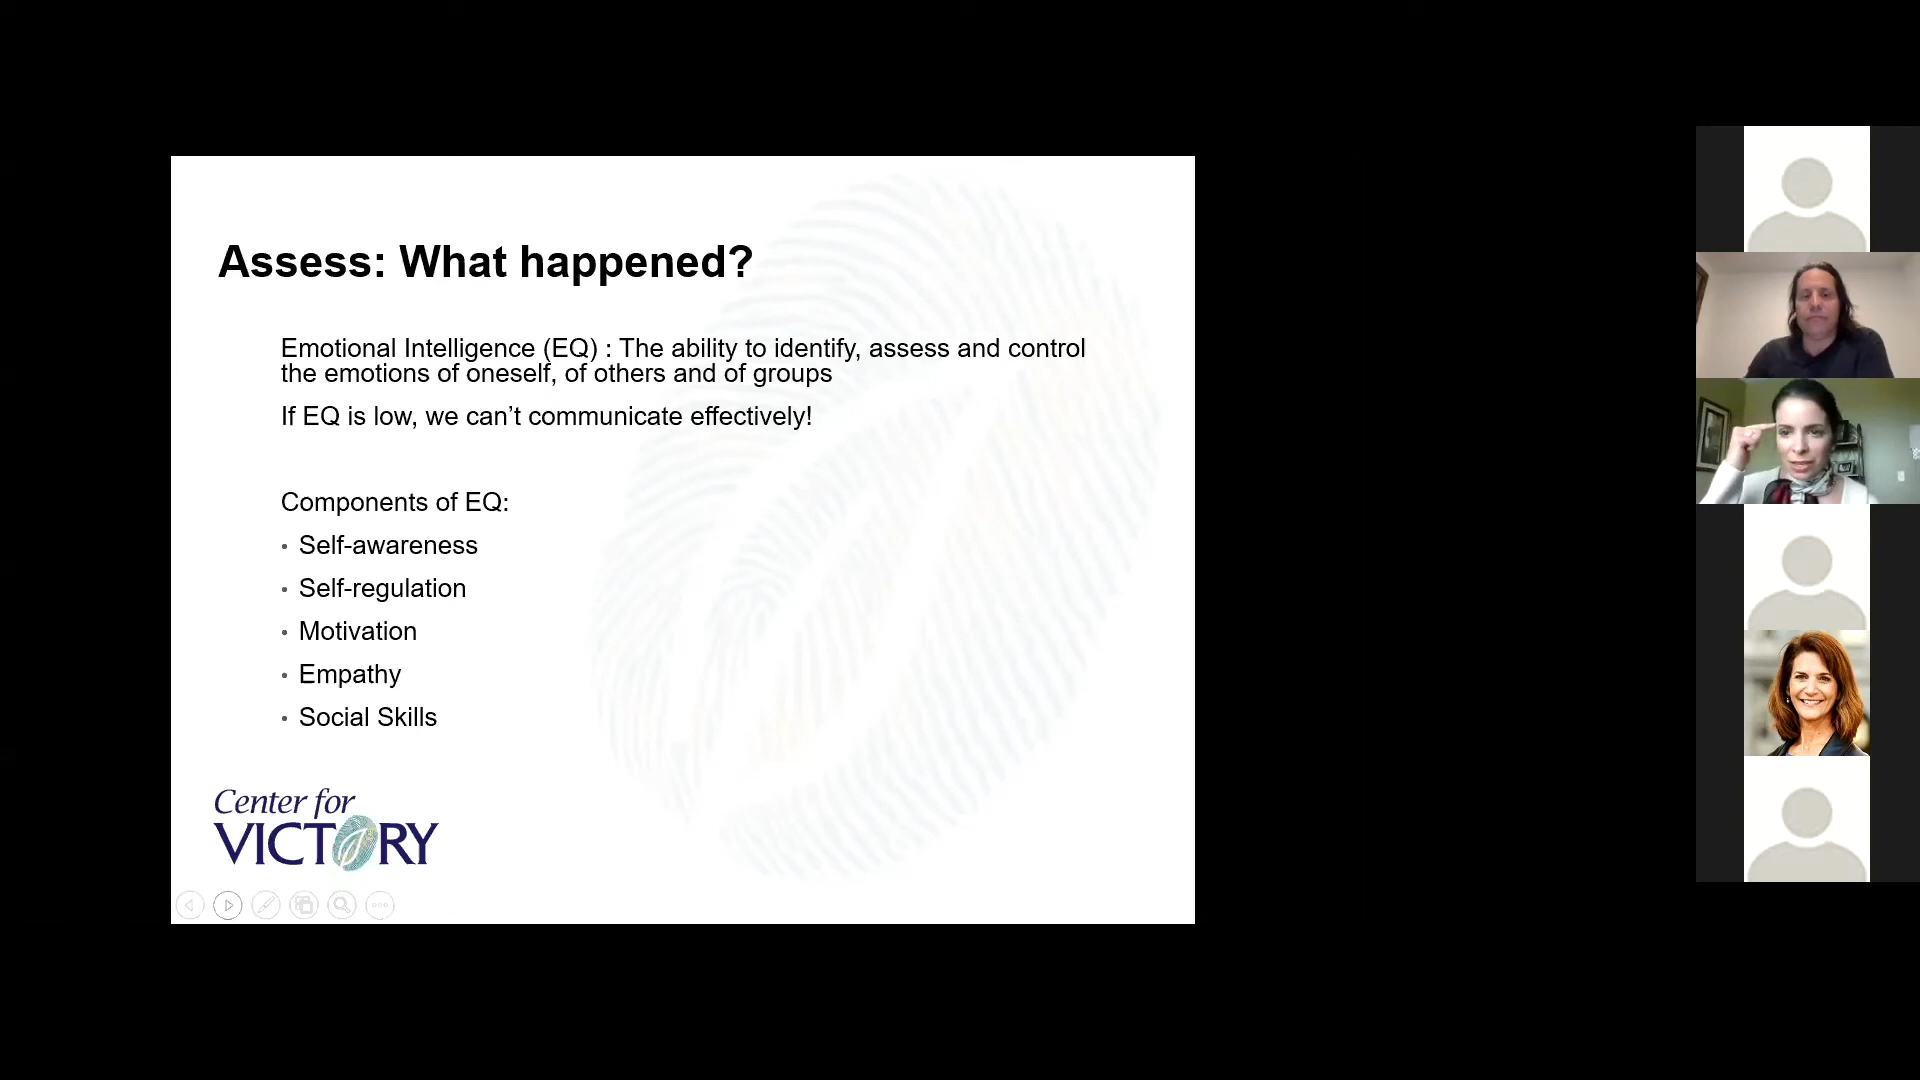 Assess: What happened?
Emotional Intelligence (EQ) : The ability to identify, assess and control
the emotions of oneself, of others and of groups
If EQ is low, we can’t communicate effectively!
Components of EQ:
• Self-awareness
• Self-regulation
• Motivation
• Empathy
• Social Skills
Center for
VICTORY